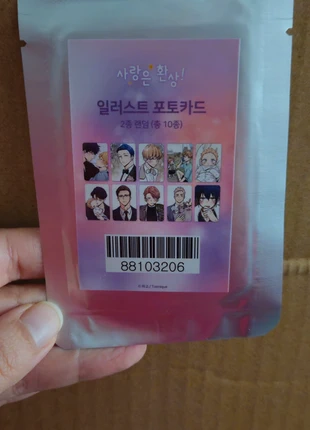 사랑은 환상!
일러스트 포토카드
2종 랜덤 (총 10종)
88103206